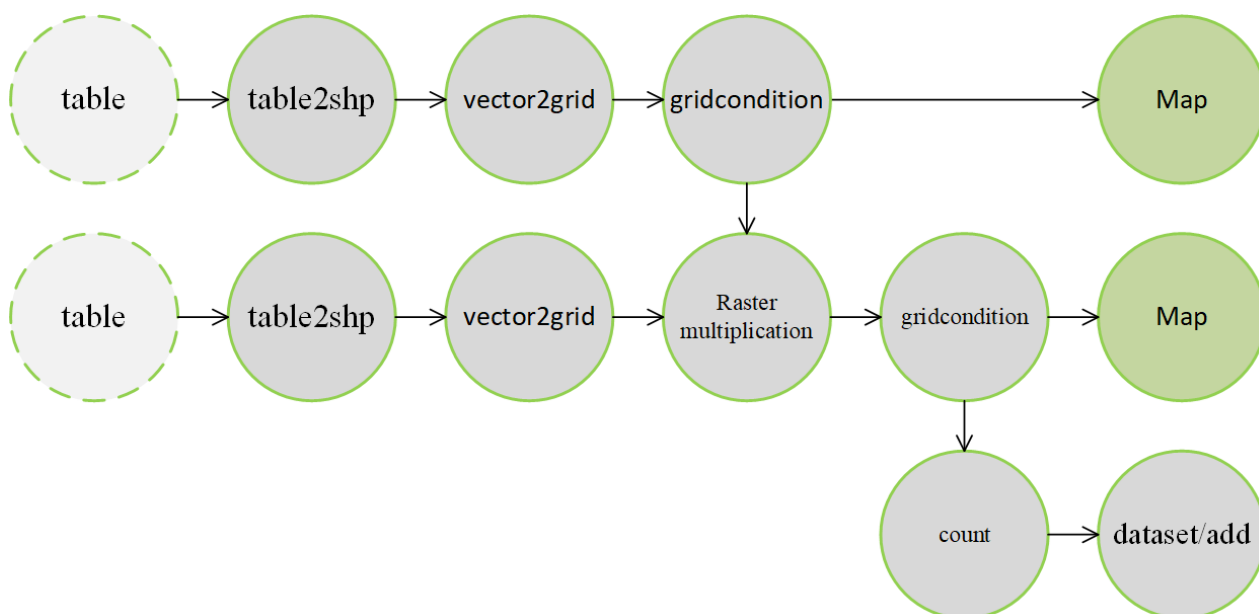 table
table2shp
vector2grid
gridcondition
Map
table
table2shp
vector2grid
Raster
multiplication
gridcondition
Map
count
dataset/add